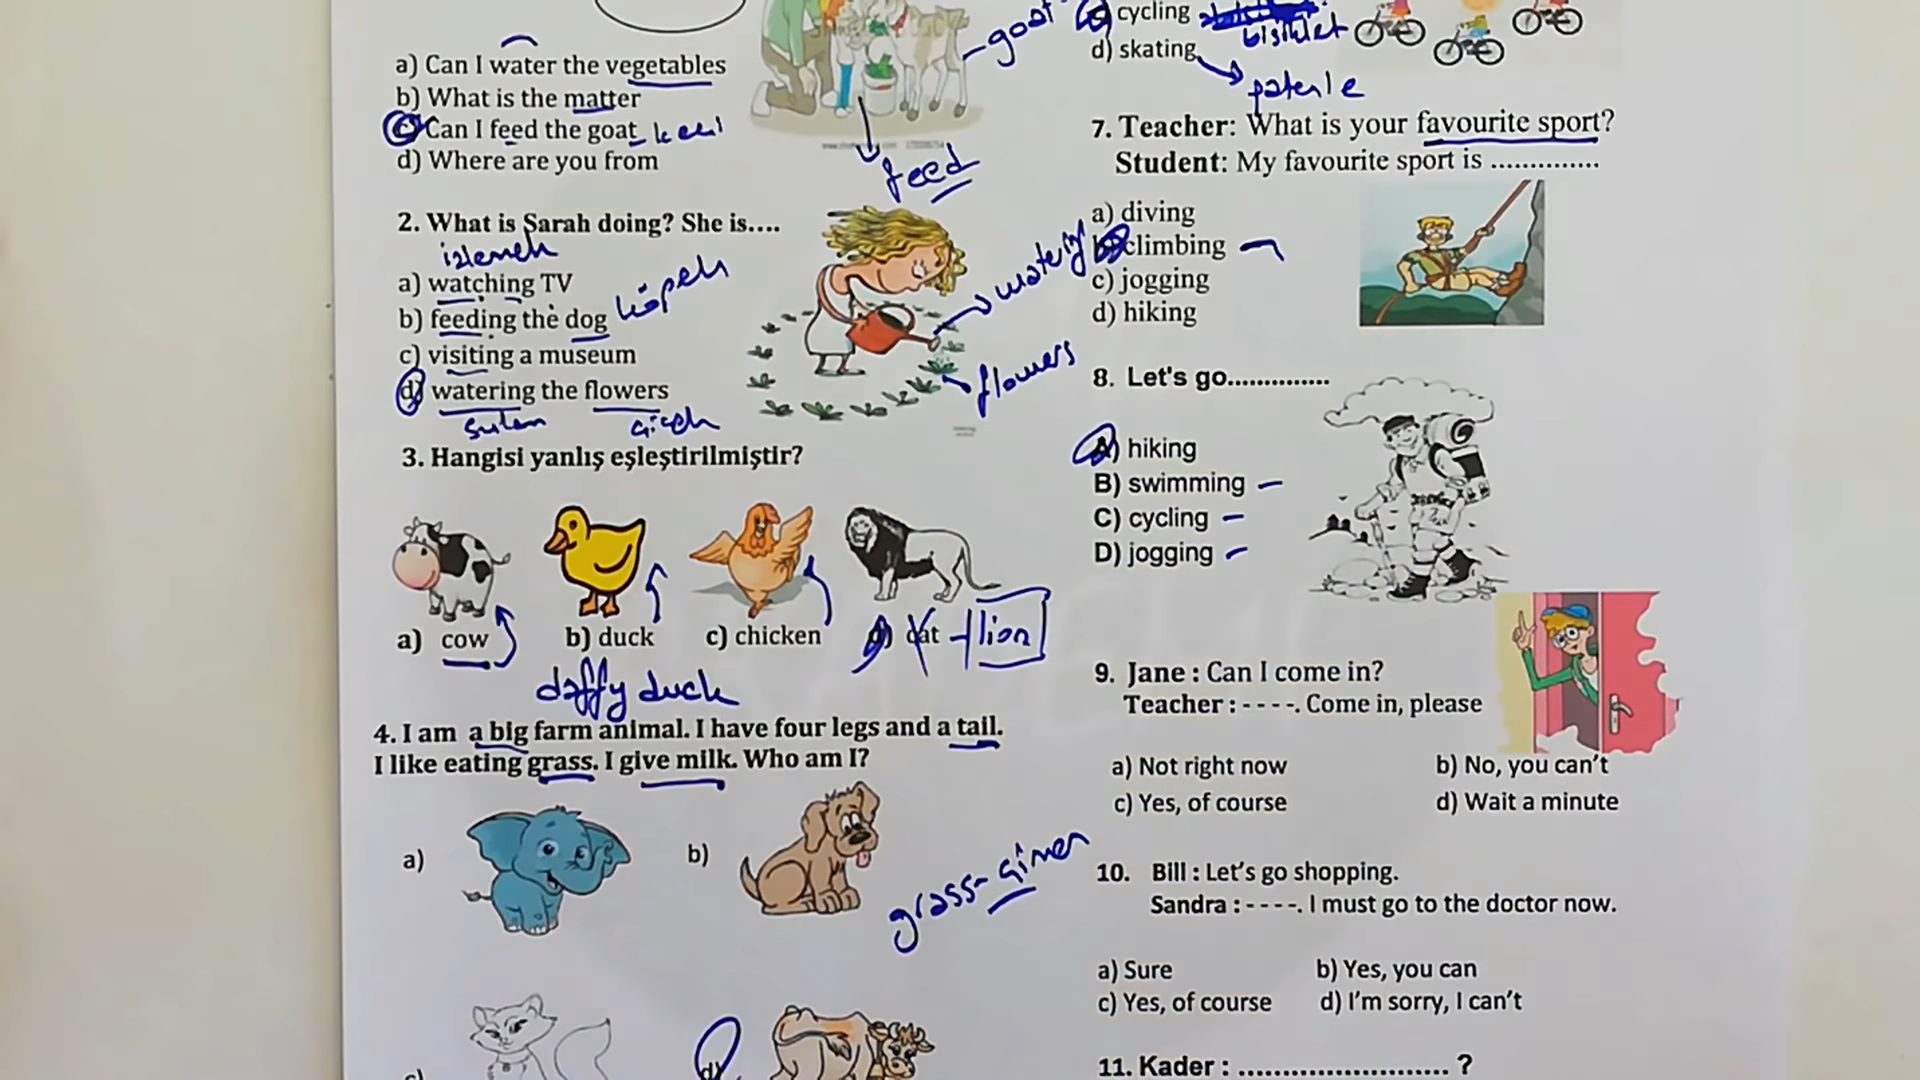 a) Can I water the vegetables
b) What is the matter
c) Can I feed the goat keçi
d) Where are you from
goat
feed
2. What is Sarah doing? She is....
izlemek
a) watching TV
b) feeding the dog köpek
c) visiting a museum
d) watering the flowers
sulam çiçek
watering
flowers
3. Hangisi yanlış eşleştirilmiştir?
a) cow b) duck c) chicken d) cat lion
daffy duck
4. I am a big farm animal. I have four legs and a tail.
I like eating grass. I give milk. Who am I?
a) b)
grass- çimen
c) d)
c) cycling bisiklet
d) skating
patenle
7. Teacher: What is your favourite sport?
Student: My favourite sport is ..............
a) diving
b) climbing
c) jogging
d) hiking
8. Let's go...............
A) hiking
B) swimming
C) cycling
D) jogging
9. Jane : Can I come in?
Teacher : - - - -. Come in, please
a) Not right now b) No, you can’t
c) Yes, of course d) Wait a minute
10. Bill : Let’s go shopping.
Sandra : - - - -. I must go to the doctor now.
a) Sure b) Yes, you can
c) Yes, of course d) I’m sorry, I can’t
11. Kader : ........................ ?